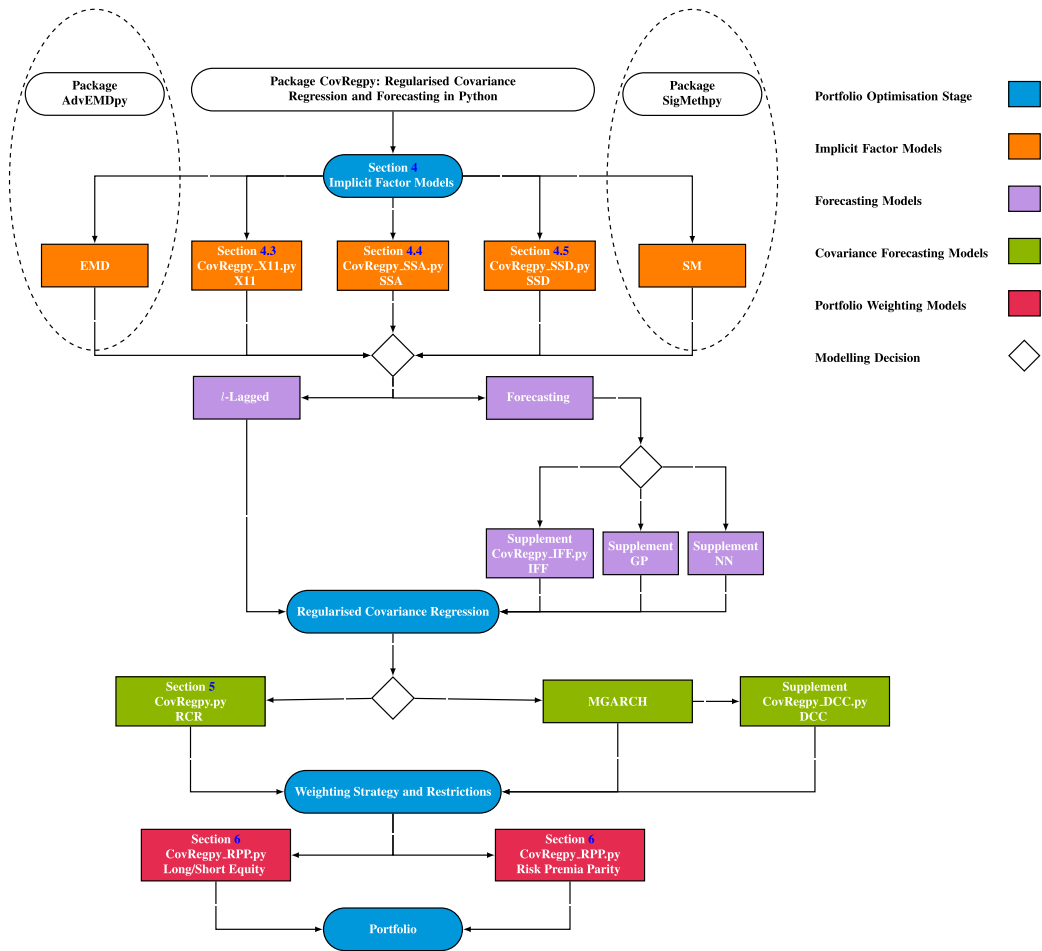 Package
AdvEMDpy
Package CovRegpy: Regularised Covariance
Regression and Forecasting in Python
Package
SigMethpy
Portfolio Optimisation Stage
Implicit Factor Models
Forecasting Models
Covariance Forecasting Models
Portfolio Weighting Models
Modelling Decision
Section 4
Implicit Factor Models
EMD
Section 4.3
CovRegpy_X11.py
X11
Section 4.4
CovRegpy_SSA.py
SSA
Section 4.5
CovRegpy_SSD.py
SSD
SM
l-Lagged
Forecasting
Supplement
CovRegpy_IFF.py
IFF
Supplement
GP
Supplement
NN
Regularised Covariance Regression
Section 5
CovRegpy.py
RCR
MGARCH
Supplement
CovRegpy_DCC.py
DCC
Weighting Strategy and Restrictions
Section 6
CovRegpy_RPP.py
Long/Short Equity
Section 6
CovRegpy_RPP.py
Risk Premia Parity
Portfolio